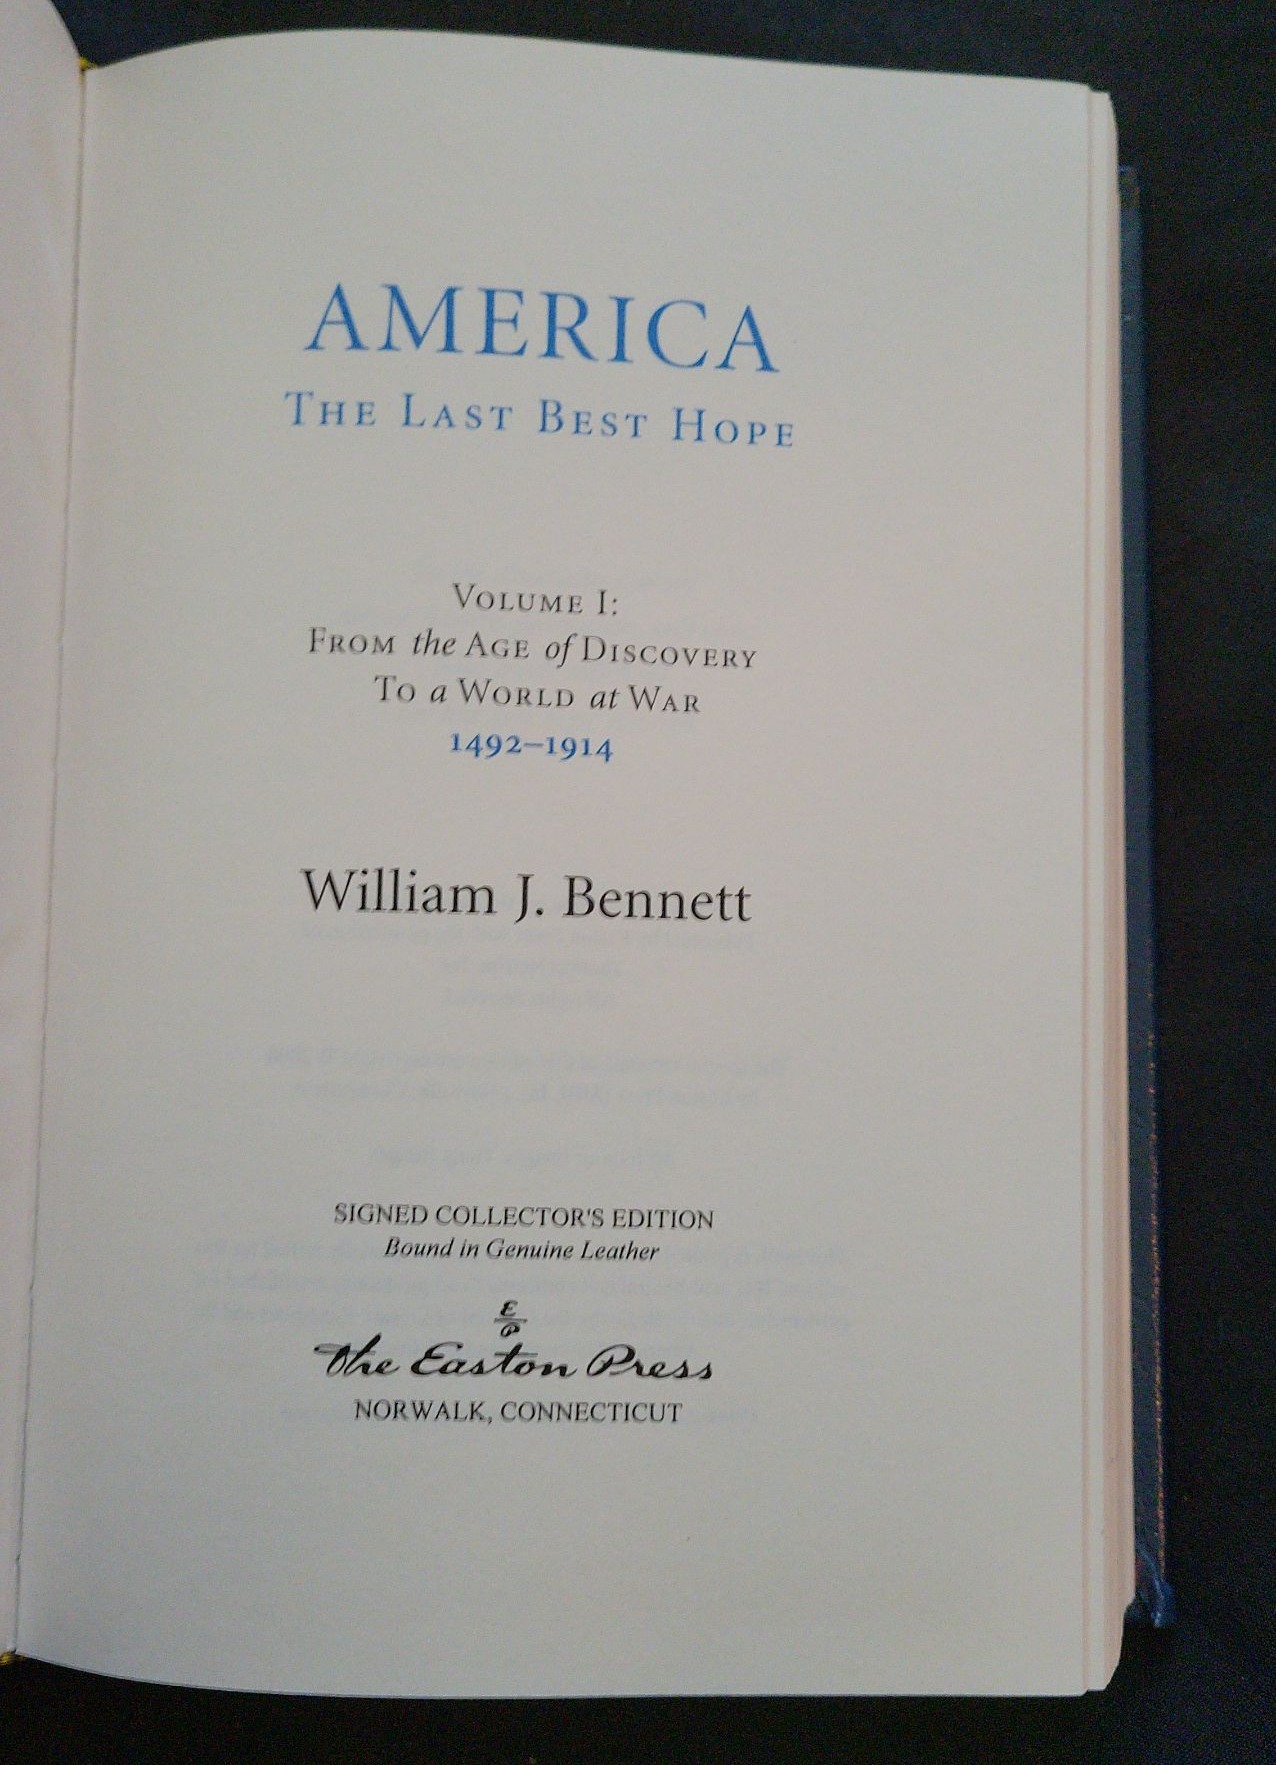 AMERICA
THE LAST BEST HOPE
VOLUME I:
FROM the AGE of DISCOVERY
TO a WORLD at WAR
1492–1914
William J. Bennett
SIGNED COLLECTOR'S EDITION
Bound in Genuine Leather
E
P
The Easton Press
NORWALK, CONNECTICUT